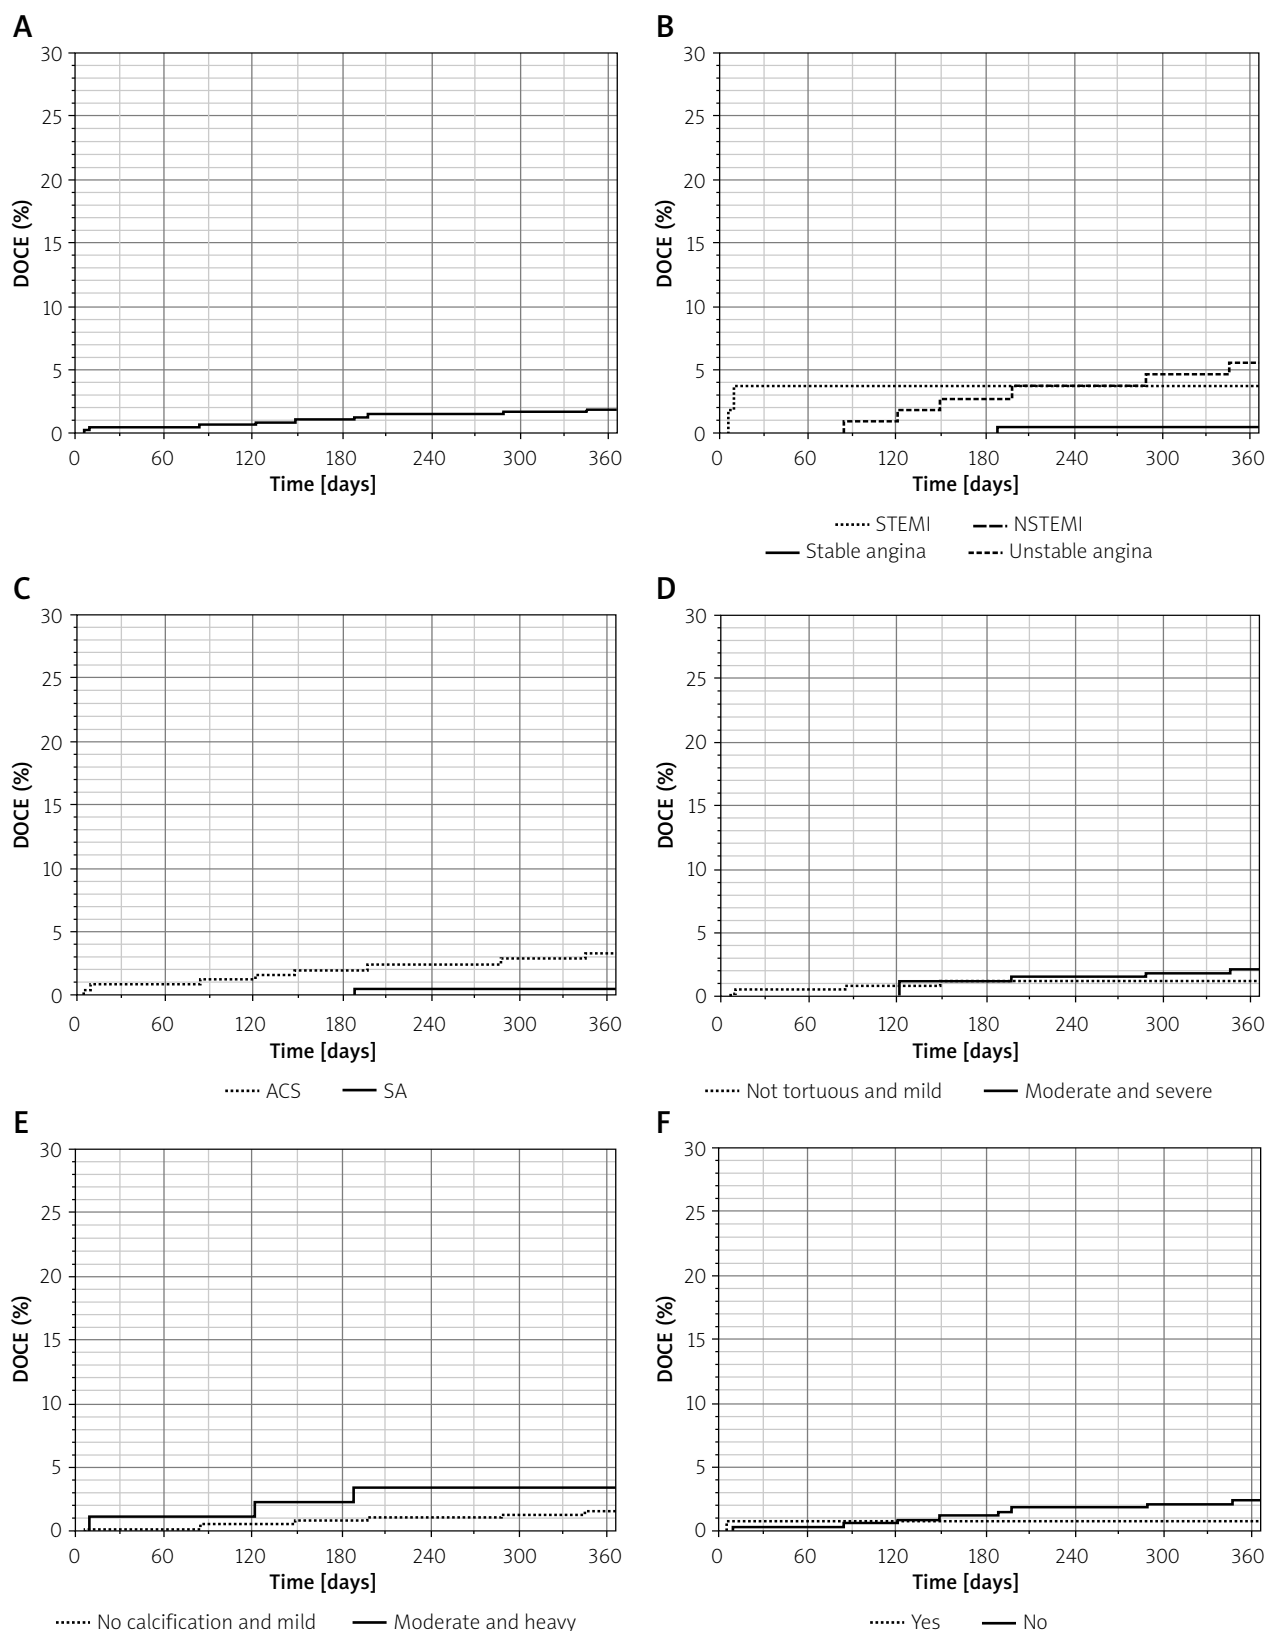 A
30
25
20
15
10
5
0
DOCE (%)
0 60 120 180 240 300 360
Time [days]
B
30
25
20
15
10
5
0
DOCE (%)
0 60 120 180 240 300 360
Time [days]
STEMI NSTEMI
Stable angina Unstable angina
C
30
25
20
15
10
5
0
DOCE (%)
0 60 120 180 240 300 360
Time [days]
ACS SA
D
30
25
20
15
10
5
0
DOCE (%)
0 60 120 180 240 300 360
Time [days]
Not tortuous and mild Moderate and severe
E
30
25
20
15
10
5
0
DOCE (%)
0 60 120 180 240 300 360
Time [days]
No calcification and mild Moderate and heavy
F
30
25
20
15
10
5
0
DOCE (%)
0 60 120 180 240 300 360
Time [days]
Yes No